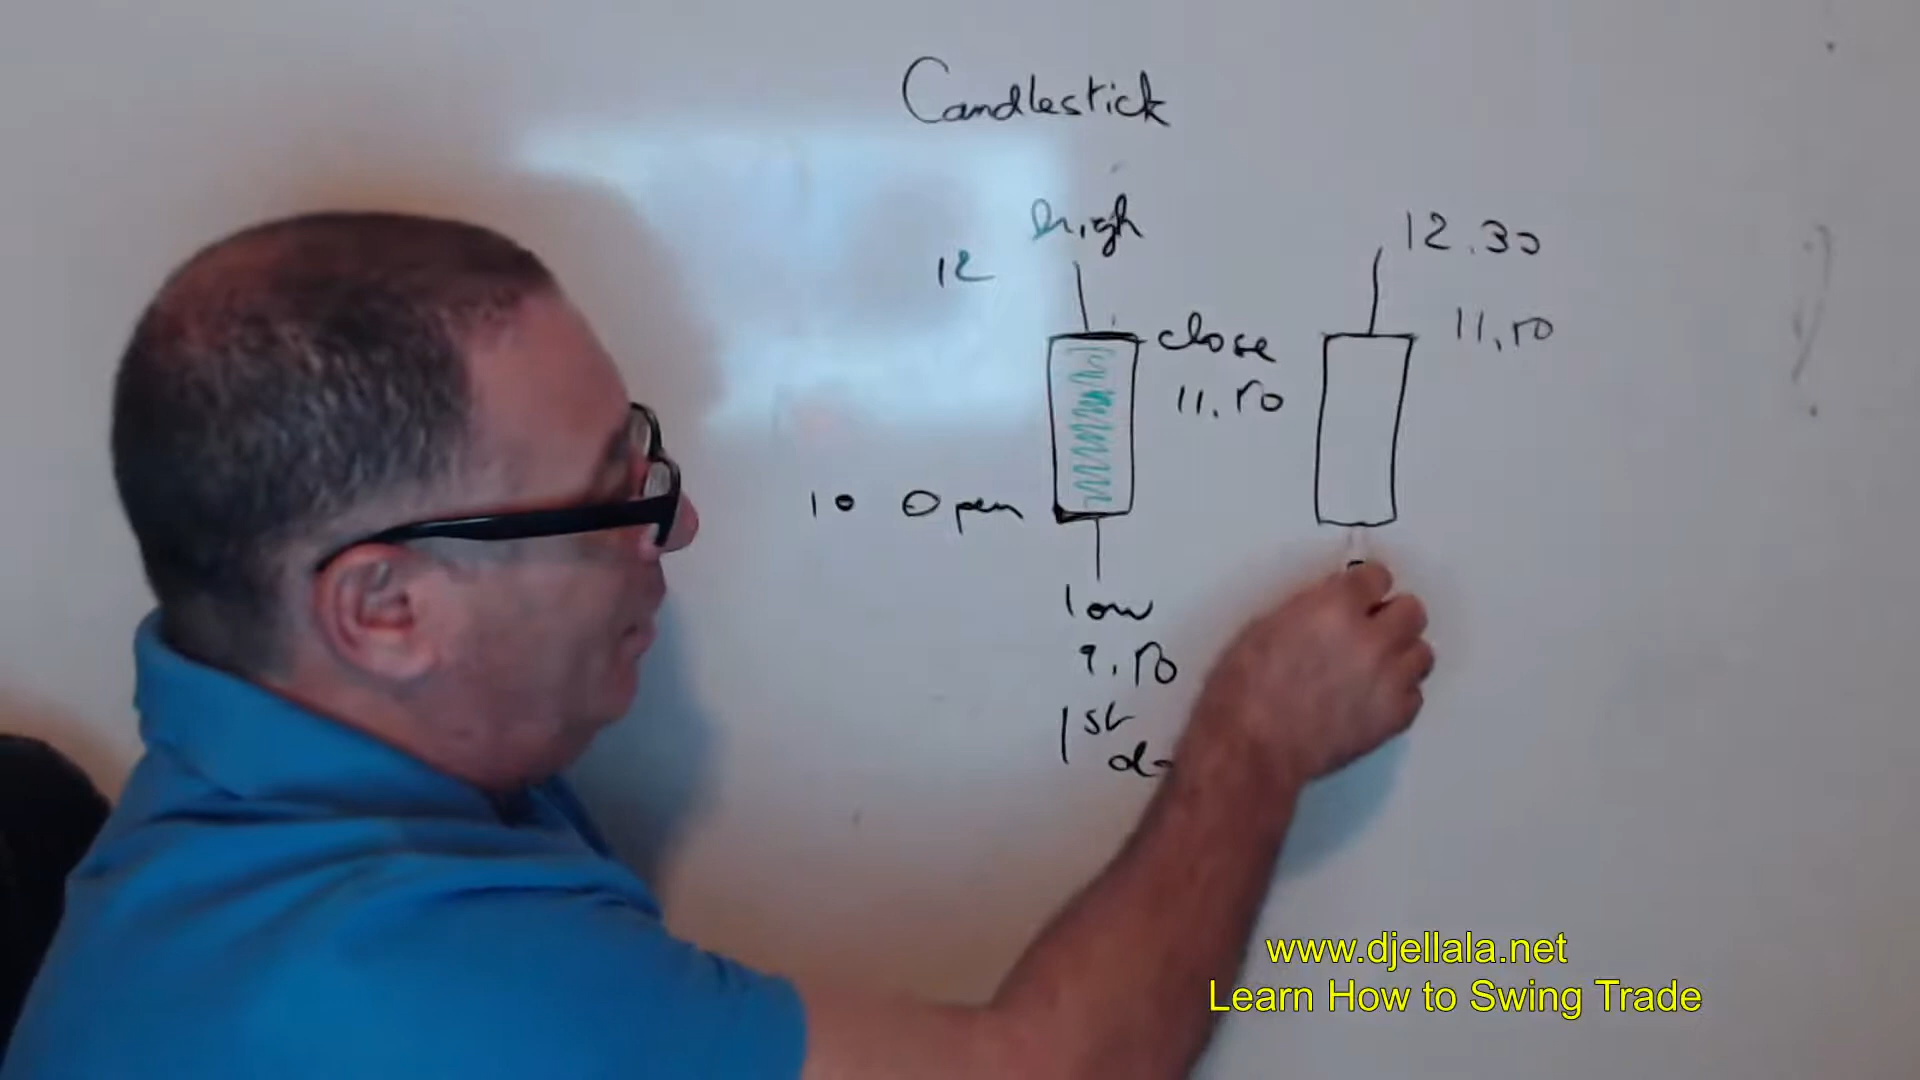 Candlestick
high
12
12.30
close
11.50
11.50
10 Open
low
9.50
1st
da
www.djellala.net
Learn How to Swing Trade